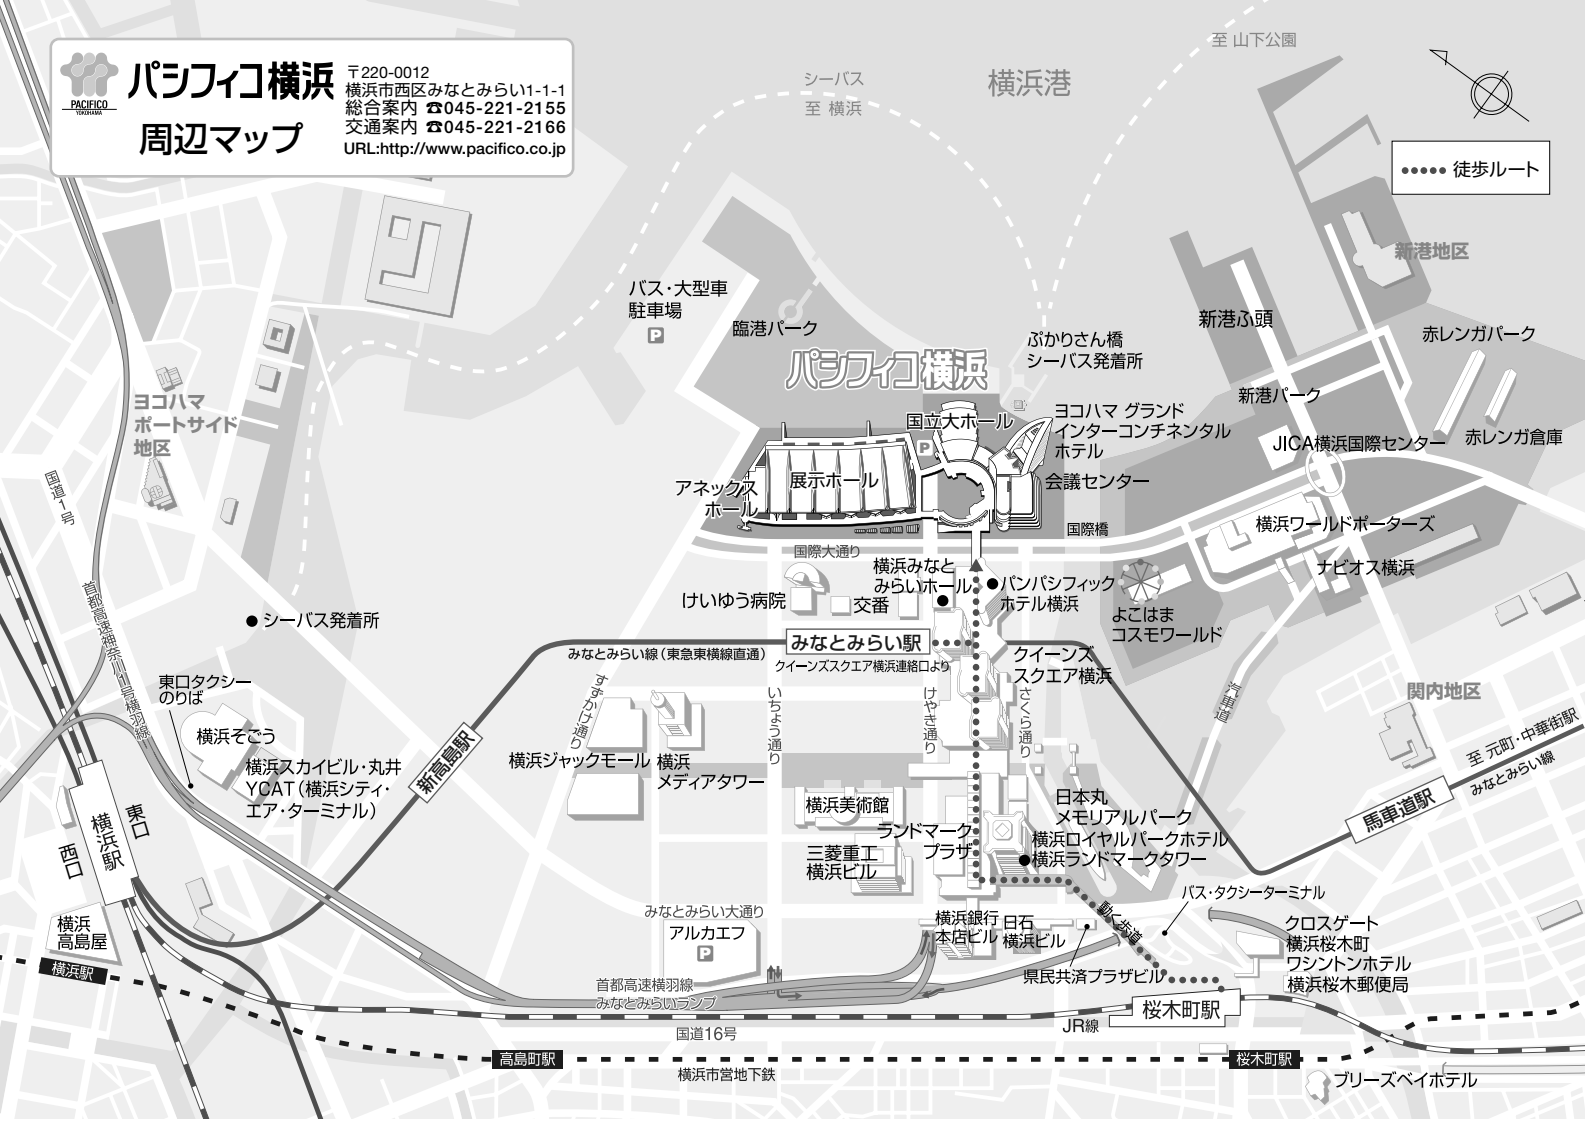 パシフィコ横浜
周辺マップ
PACIFICO
YOKOHAMA
〒220-0012
横浜市西区みなとみらい1-1-1
総合案内 ☎045-221-2155
交通案内 ☎045-221-2166
URL:http://www.pacifico.co.jp
シーバス
至 横浜
横浜港
至 山下公園
徒歩ルート
新港地区
バス・大型車
駐車場
P
臨港パーク
パシフィコ横浜
ぷかりさん橋
シーバス発着所
新港ふ頭
赤レンガパーク
新港パーク
赤レンガ倉庫
JICA横浜国際センター
ヨコハマ
ポートサイド
地区
国立大ホール
P
ヨコハマ グランド
インターコンチネンタル
ホテル
会議センター
展示ホール
アネックス
ホール
国道1号
国際橋
国際大通り
横浜ワールドポーターズ
ナビオス横浜
横浜みなと
みらいホール
パンパシフィック
ホテル横浜
けいゆう病院
交番
よこはま
コスモワールド
首都高速神奈川1号横羽線
シーバス発着所
みなとみらい駅
みなとみらい線(東急東横線直通)
クイーンズスクエア横浜連絡口より
クイーンズ
スクエア横浜
東口タクシー
のりば
すずかけ通り
いちょう通り
けやき通り
さくら通り
汽車道
関内地区
横浜そごう
横浜スカイビル・丸井
YCAT(横浜シティ・
エア・ターミナル)
新高島駅
横浜ジャックモール
横浜
メディアタワー
至 元町・中華街駅
みなとみらい線
馬車道駅
横浜駅
東口
西口
横浜美術館
ランドマーク
プラザ
三菱重工
横浜ビル
日本丸
メモリアルパーク
横浜ロイヤルパークホテル
横浜ランドマークタワー
バス・タクシーターミナル
動く歩道
横浜
高島屋
横浜駅
みなとみらい大通り
アルカエフ
P
横浜銀行
本店ビル
日石
横浜ビル
県民共済プラザビル
クロスゲート
横浜桜木町
ワシントンホテル
横浜桜木郵便局
首都高速横羽線
みなとみらいランプ
桜木町駅
JR線
国道16号
高島町駅
桜木町駅
横浜市営地下鉄
ブリーズベイホテル